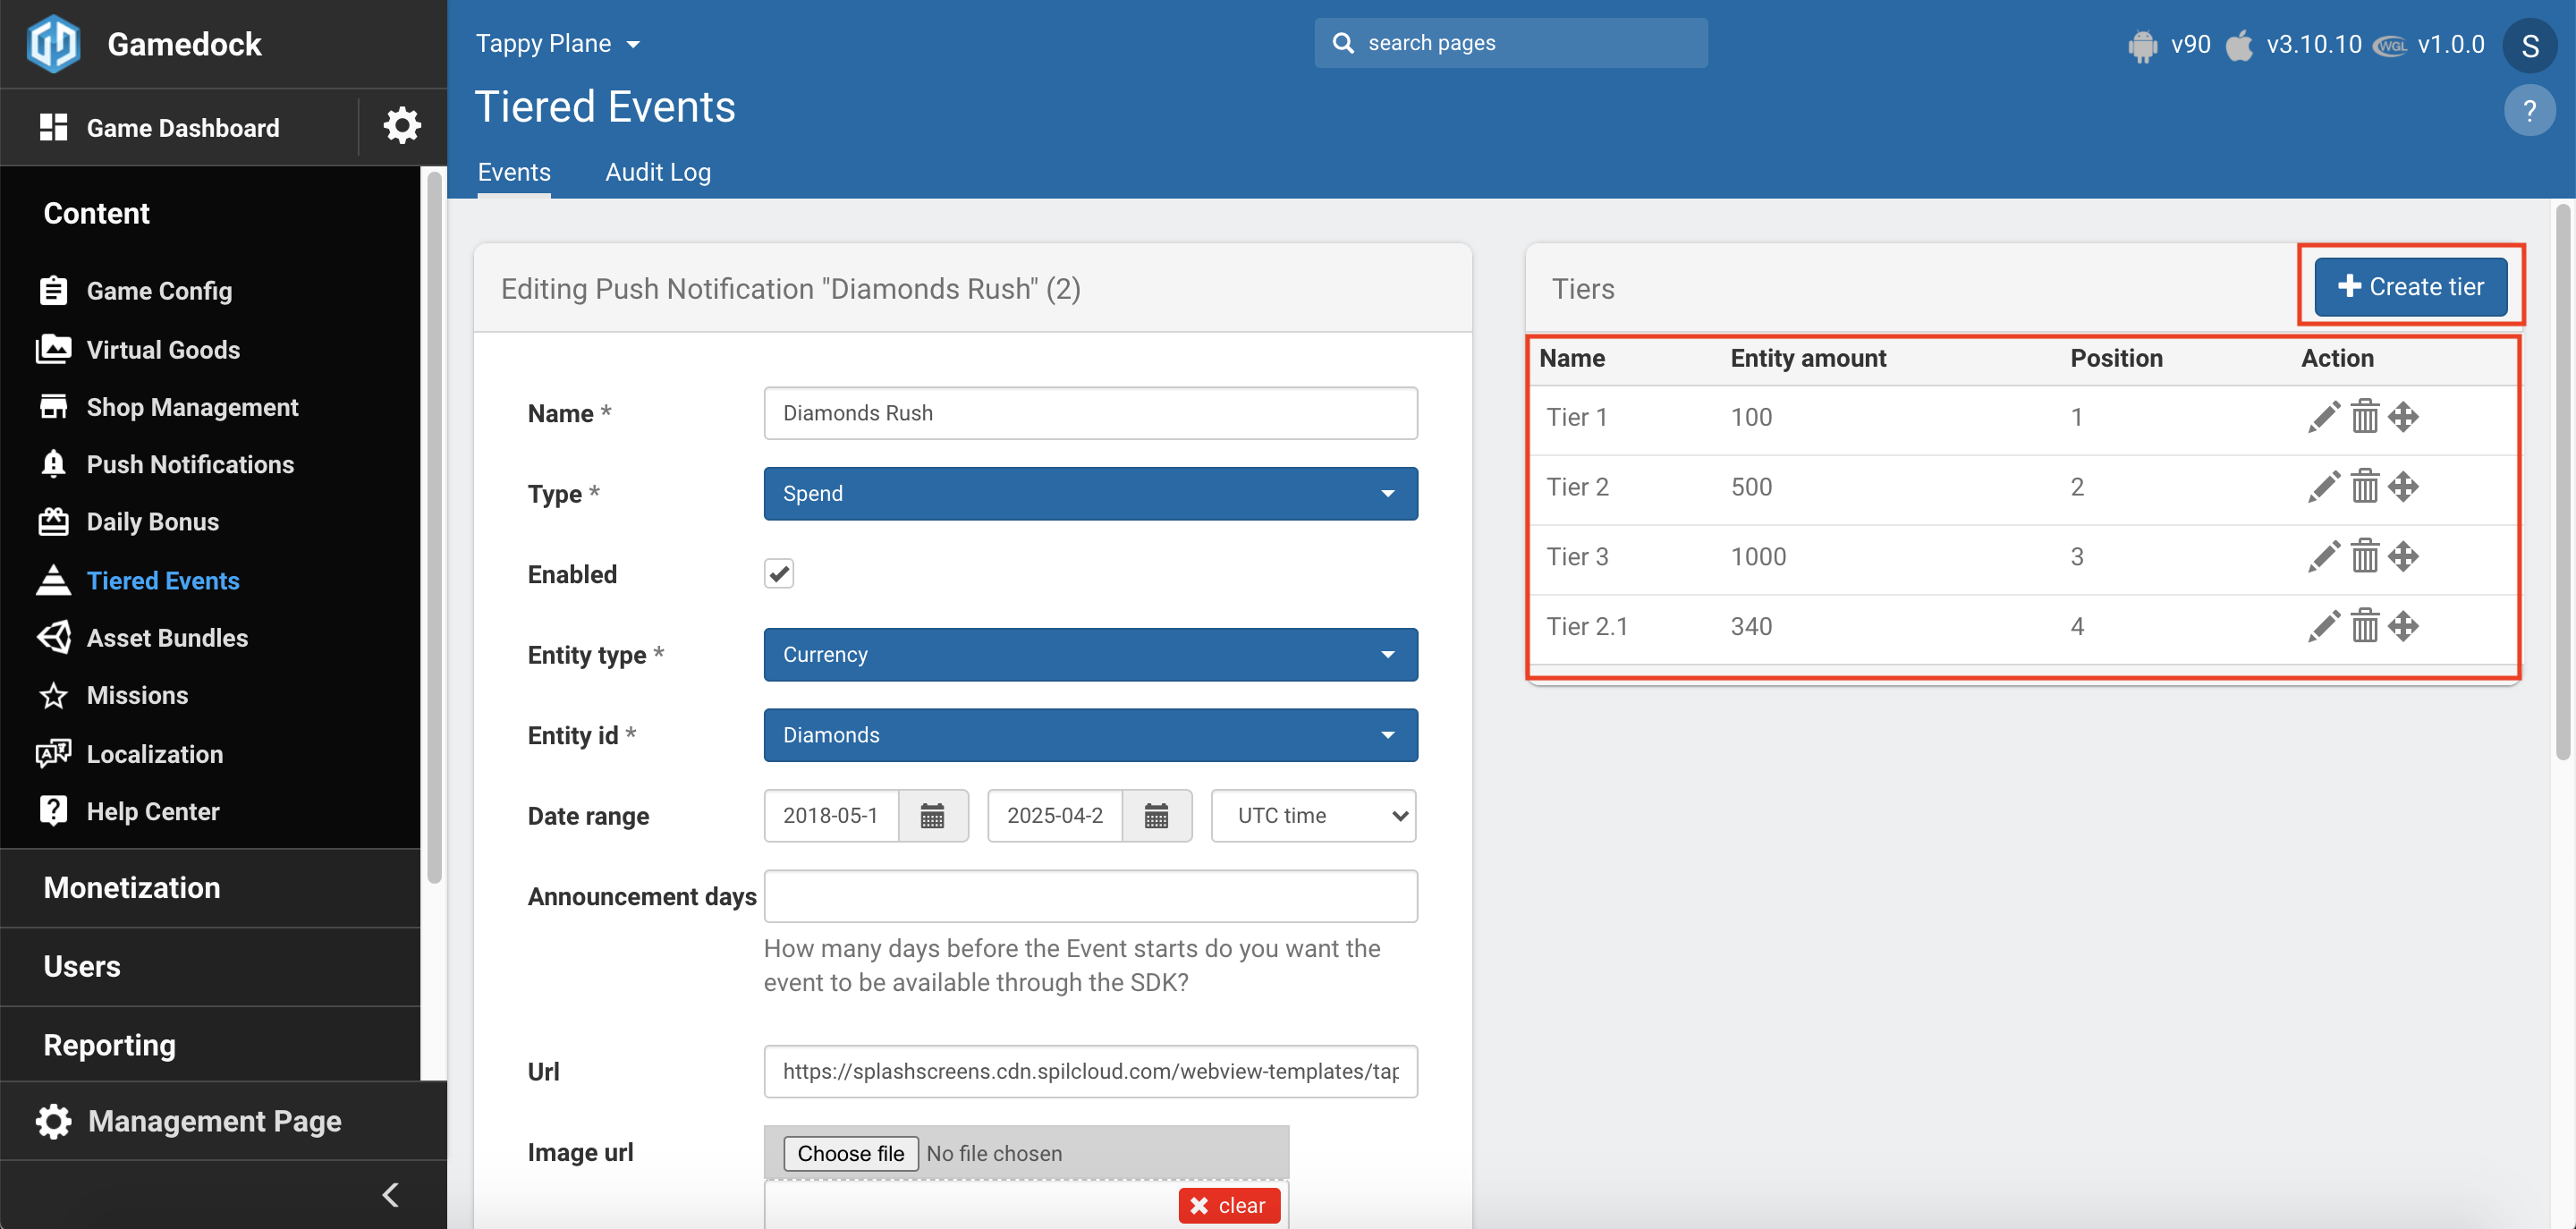 Gamedock
Tappy Plane
search pages
v90 v3.10.10 WGL v1.0.0 S
Game Dashboard
Tiered Events
?
Events Audit Log
Content
Game Config
Virtual Goods
Shop Management
Push Notifications
Daily Bonus
Tiered Events
Asset Bundles
Missions
Localization
Help Center
Monetization
Users
Reporting
Management Page
Editing Push Notification "Diamonds Rush" (2)
Name * Diamonds Rush
Type * Spend
Enabled
Entity type * Currency
Entity id * Diamonds
Date range 2018-05-1 2025-04-2 UTC time
Announcement days
How many days before the Event starts do you want the
event to be available through the SDK?
Url https://splashscreens.cdn.spilcloud.com/webview-templates/tap
Image url Choose file No file chosen
clear
Tiers Create tier
Name Entity amount Position Action
Tier 1 100 1
Tier 2 500 2
Tier 3 1000 3
Tier 2.1 340 4